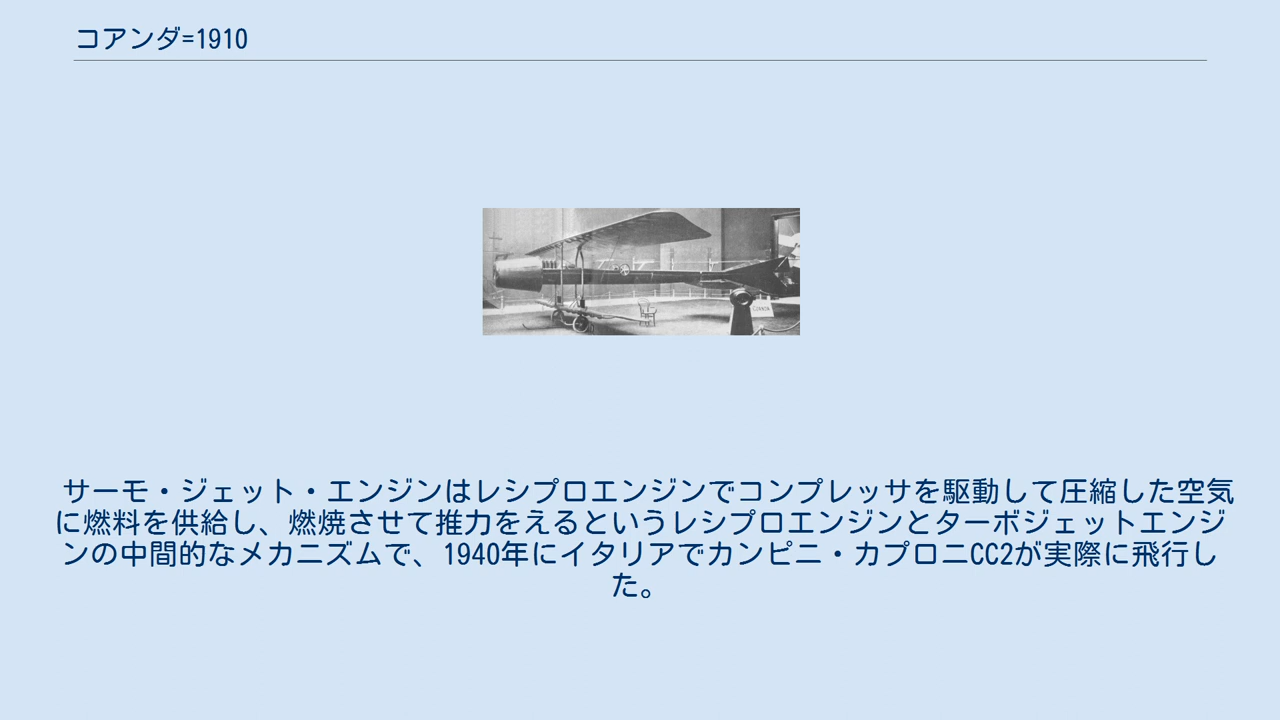 コアンダ=1910
サーモ・ジェット・エンジンはレシプロエンジンでコンプレッサを駆動して圧縮した空気
に燃料を供給し、燃焼させて推力をえるというレシプロエンジンとターボジェットエンジ
ンの中間的なメカニズムで、1940年にイタリアでカンピニ・カプロニCC2が実際に飛行し
た。